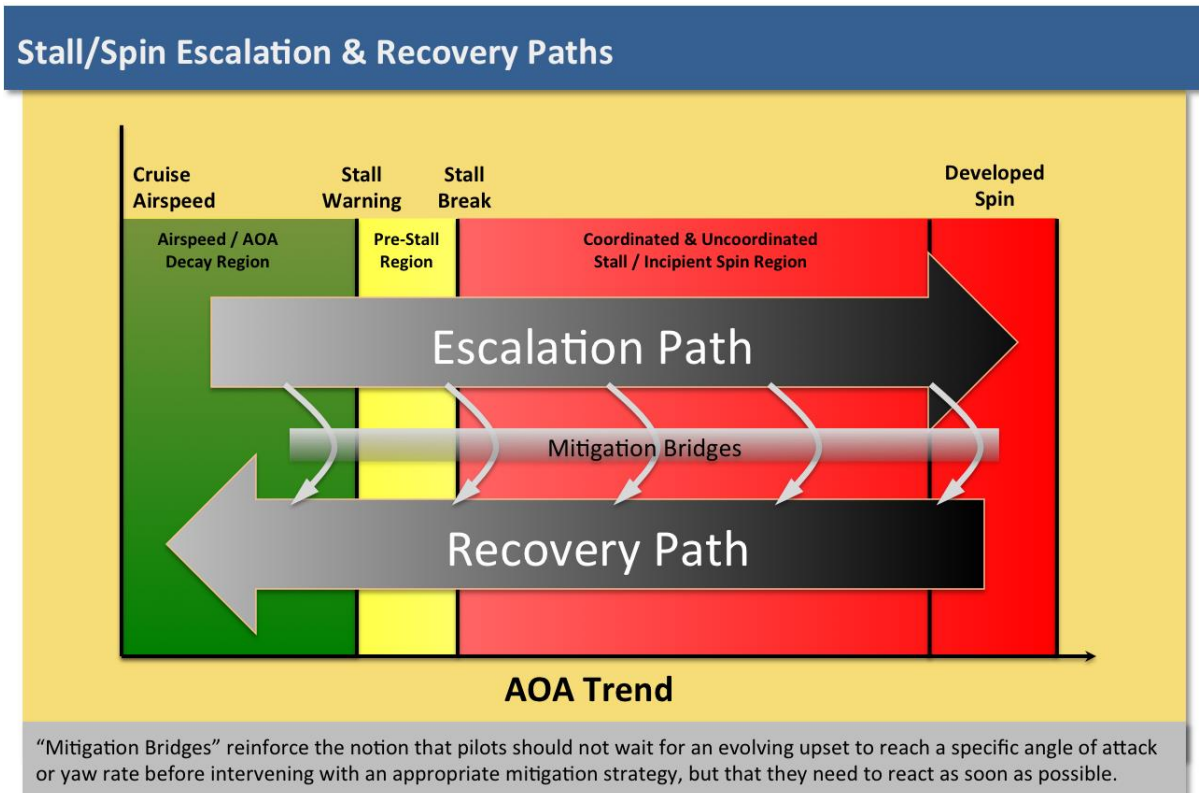 Stall/Spin Escalation & Recovery Paths
Cruise
Airspeed
Stall
Warning
Stall
Break
Developed
Spin
Airspeed / AOA
Decay Region
Pre-Stall
Region
Coordinated & Uncoordinated
Stall / Incipient Spin Region
Escalation Path
Mitigation Bridges
Recovery Path
AOA Trend
“Mitigation Bridges” reinforce the notion that pilots should not wait for an evolving upset to reach a specific angle of attack
or yaw rate before intervening with an appropriate mitigation strategy, but that they need to react as soon as possible.